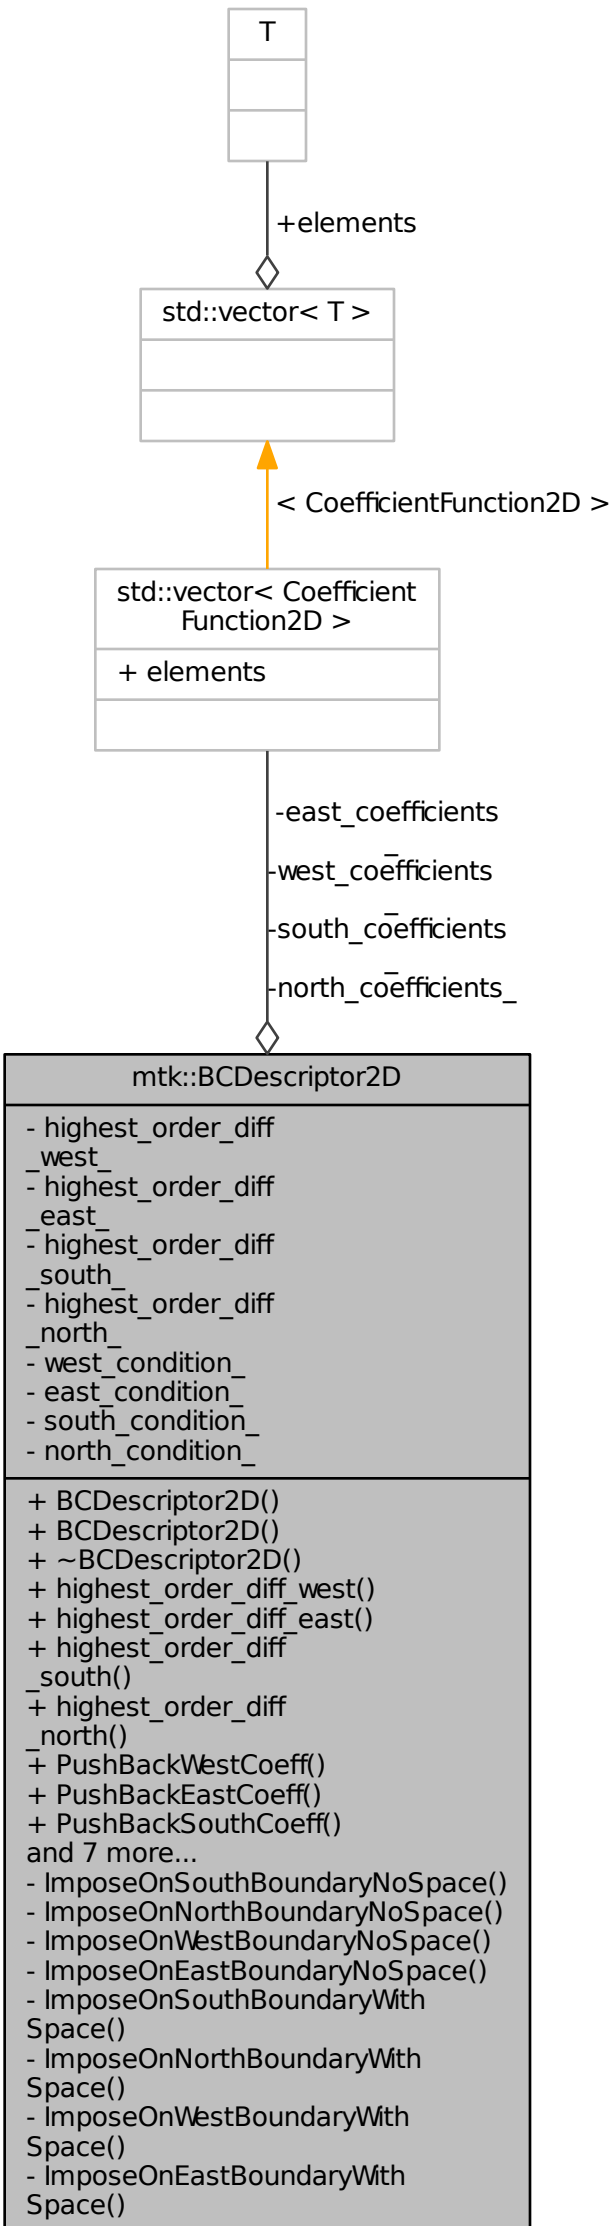 T
+elements
std::vector< T >
< CoefficientFunction2D >
std::vector< Coefficient
Function2D >
+ elements
-east_coefficients
_
-west_coefficients
_
-south_coefficients
_
-north_coefficients_
mtk::BCDescriptor2D
- highest_order_diff
_west_
- highest_order_diff
_east_
- highest_order_diff
_south_
- highest_order_diff
_north_
- west_condition_
- east_condition_
- south_condition_
- north_condition_
+ BCDescriptor2D()
+ BCDescriptor2D()
+ ~BCDescriptor2D()
+ highest_order_diff_west()
+ highest_order_diff_east()
+ highest_order_diff
_south()
+ highest_order_diff
_north()
+ PushBackWestCoeff()
+ PushBackEastCoeff()
+ PushBackSouthCoeff()
and 7 more...
- ImposeOnSouthBoundaryNoSpace()
- ImposeOnNorthBoundaryNoSpace()
- ImposeOnWestBoundaryNoSpace()
- ImposeOnEastBoundaryNoSpace()
- ImposeOnSouthBoundaryWith
Space()
- ImposeOnNorthBoundaryWith
Space()
- ImposeOnWestBoundaryWith
Space()
- ImposeOnEastBoundaryWith
Space()